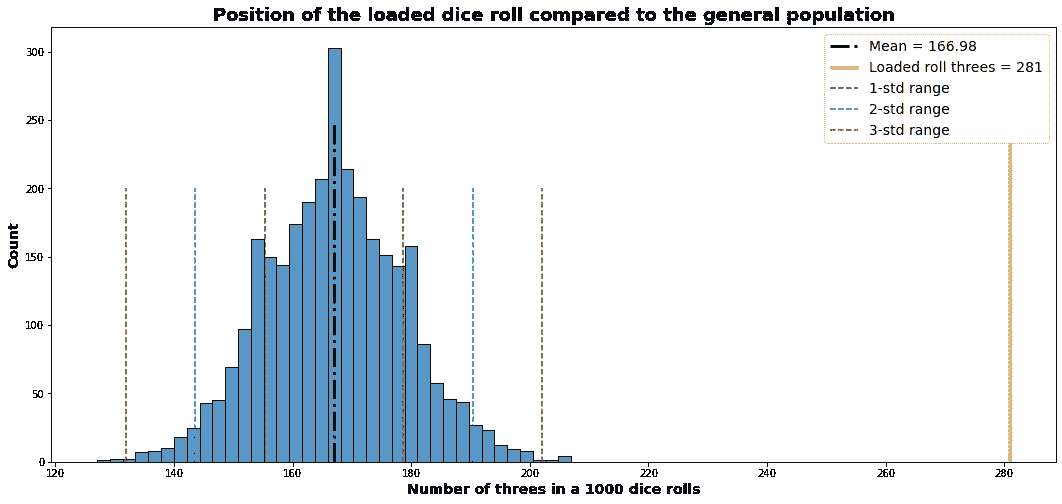 Position of the loaded dice roll compared to the general population
Mean = 166.98
Loaded roll threes = 281
1-std range
2-std range
3-std range
300
250
200
150
100
50
0
Count
120 140 160 180 200 220 240 260 280
Number of threes in a 1000 dice rolls